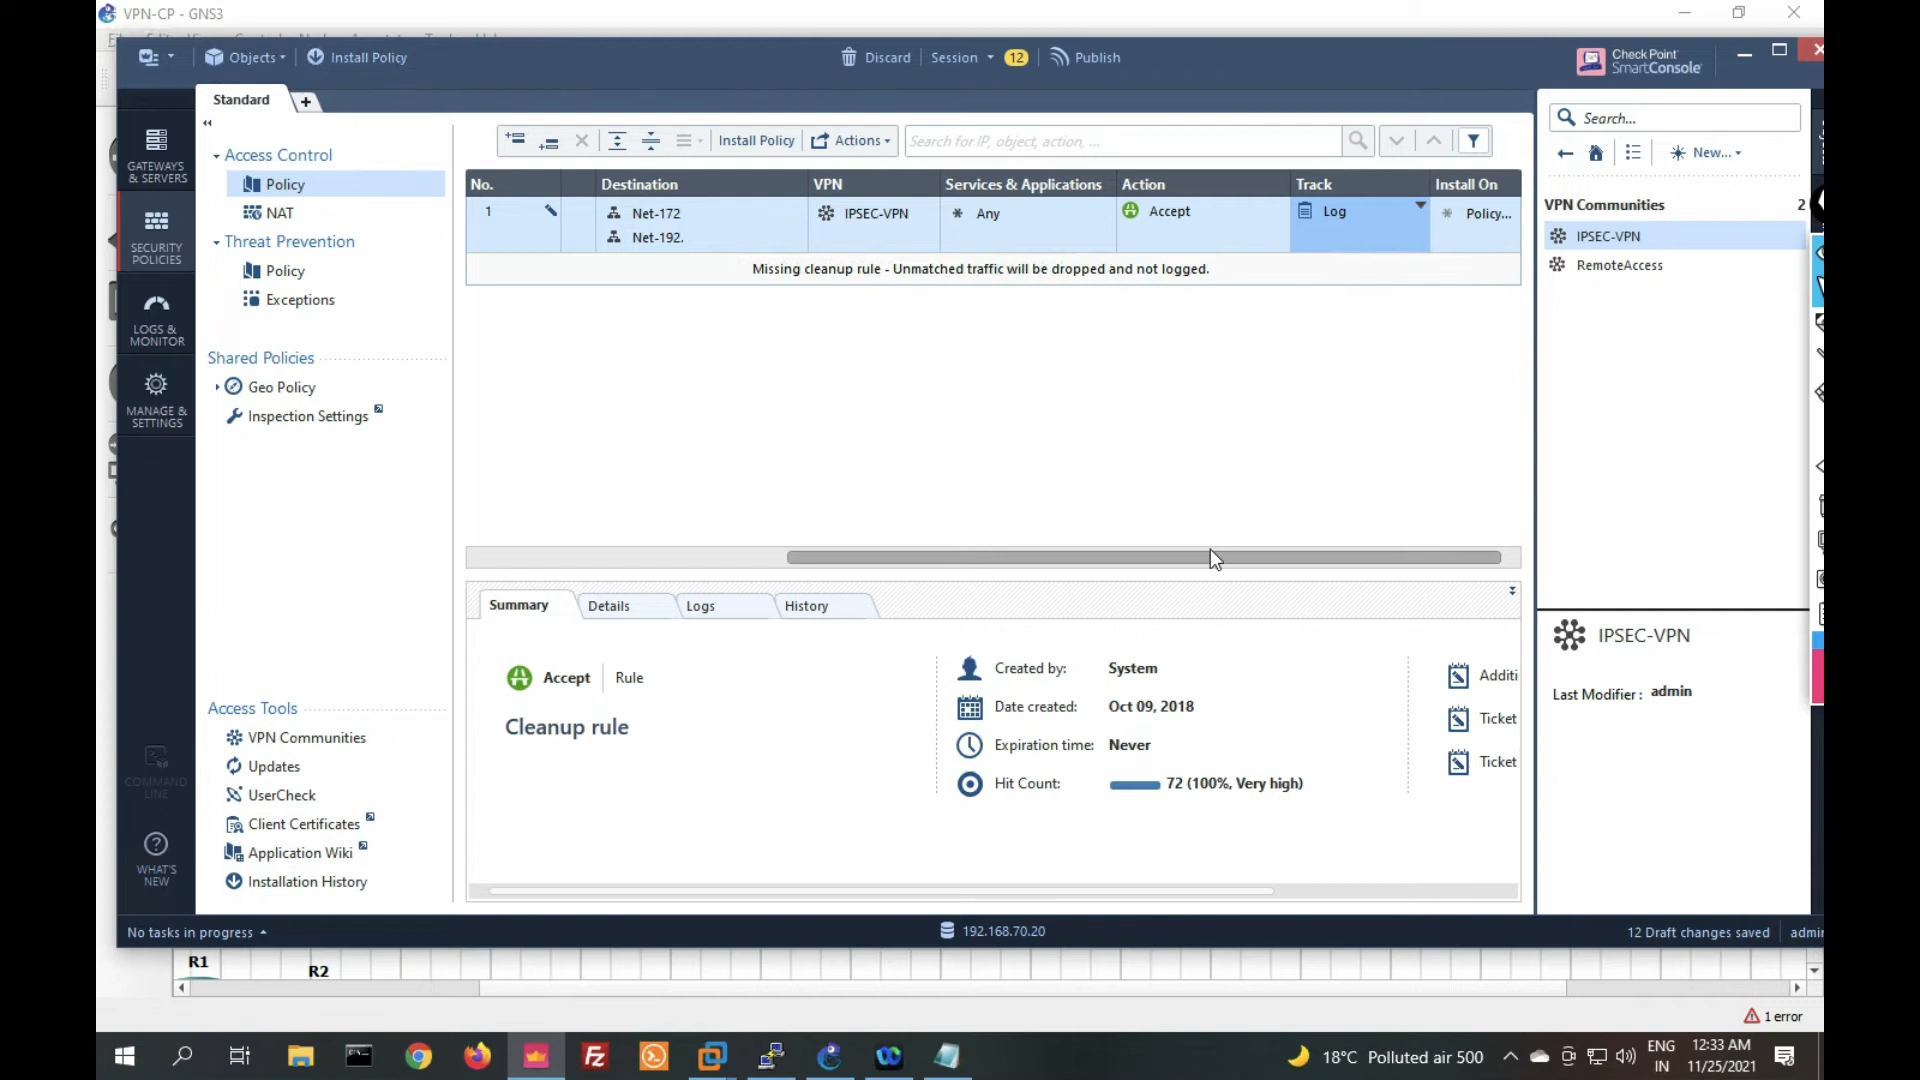 VPN-CP - GNS3
Objects
Install Policy
Discard
Session
12
Publish
Check Point
SmartConsole
Standard
GATEWAYS
& SERVERS
SECURITY
POLICIES
LOGS &
MONITOR
MANAGE &
SETTINGS
COMMAND
LINE
WHAT'S
NEW
Access Control
Policy
NAT
Threat Prevention
Policy
Exceptions
Shared Policies
Geo Policy
Inspection Settings
Access Tools
VPN Communities
Updates
UserCheck
Client Certificates
Application Wiki
Installation History
Install Policy
Actions
Search for IP, object, action, ...
No.
Destination
VPN
Services & Applications
Action
Track
Install On
1
Net-172
IPSEC-VPN
Any
Accept
Log
Policy...
Net-192.
Missing cleanup rule - Unmatched traffic will be dropped and not logged.
Summary
Details
Logs
History
Accept
Rule
Cleanup rule
Created by:
System
Date created:
Oct 09, 2018
Expiration time:
Never
Hit Count:
72 (100%, Very high)
Additi
Ticket
Ticket
Search...
New...
VPN Communities
2
IPSEC-VPN
RemoteAccess
IPSEC-VPN
Last Modifier :
admin
No tasks in progress
192.168.70.20
12 Draft changes saved
admi
R1
R2
1 error
18°C Polluted air 500
ENG
IN
12:33 AM
11/25/2021